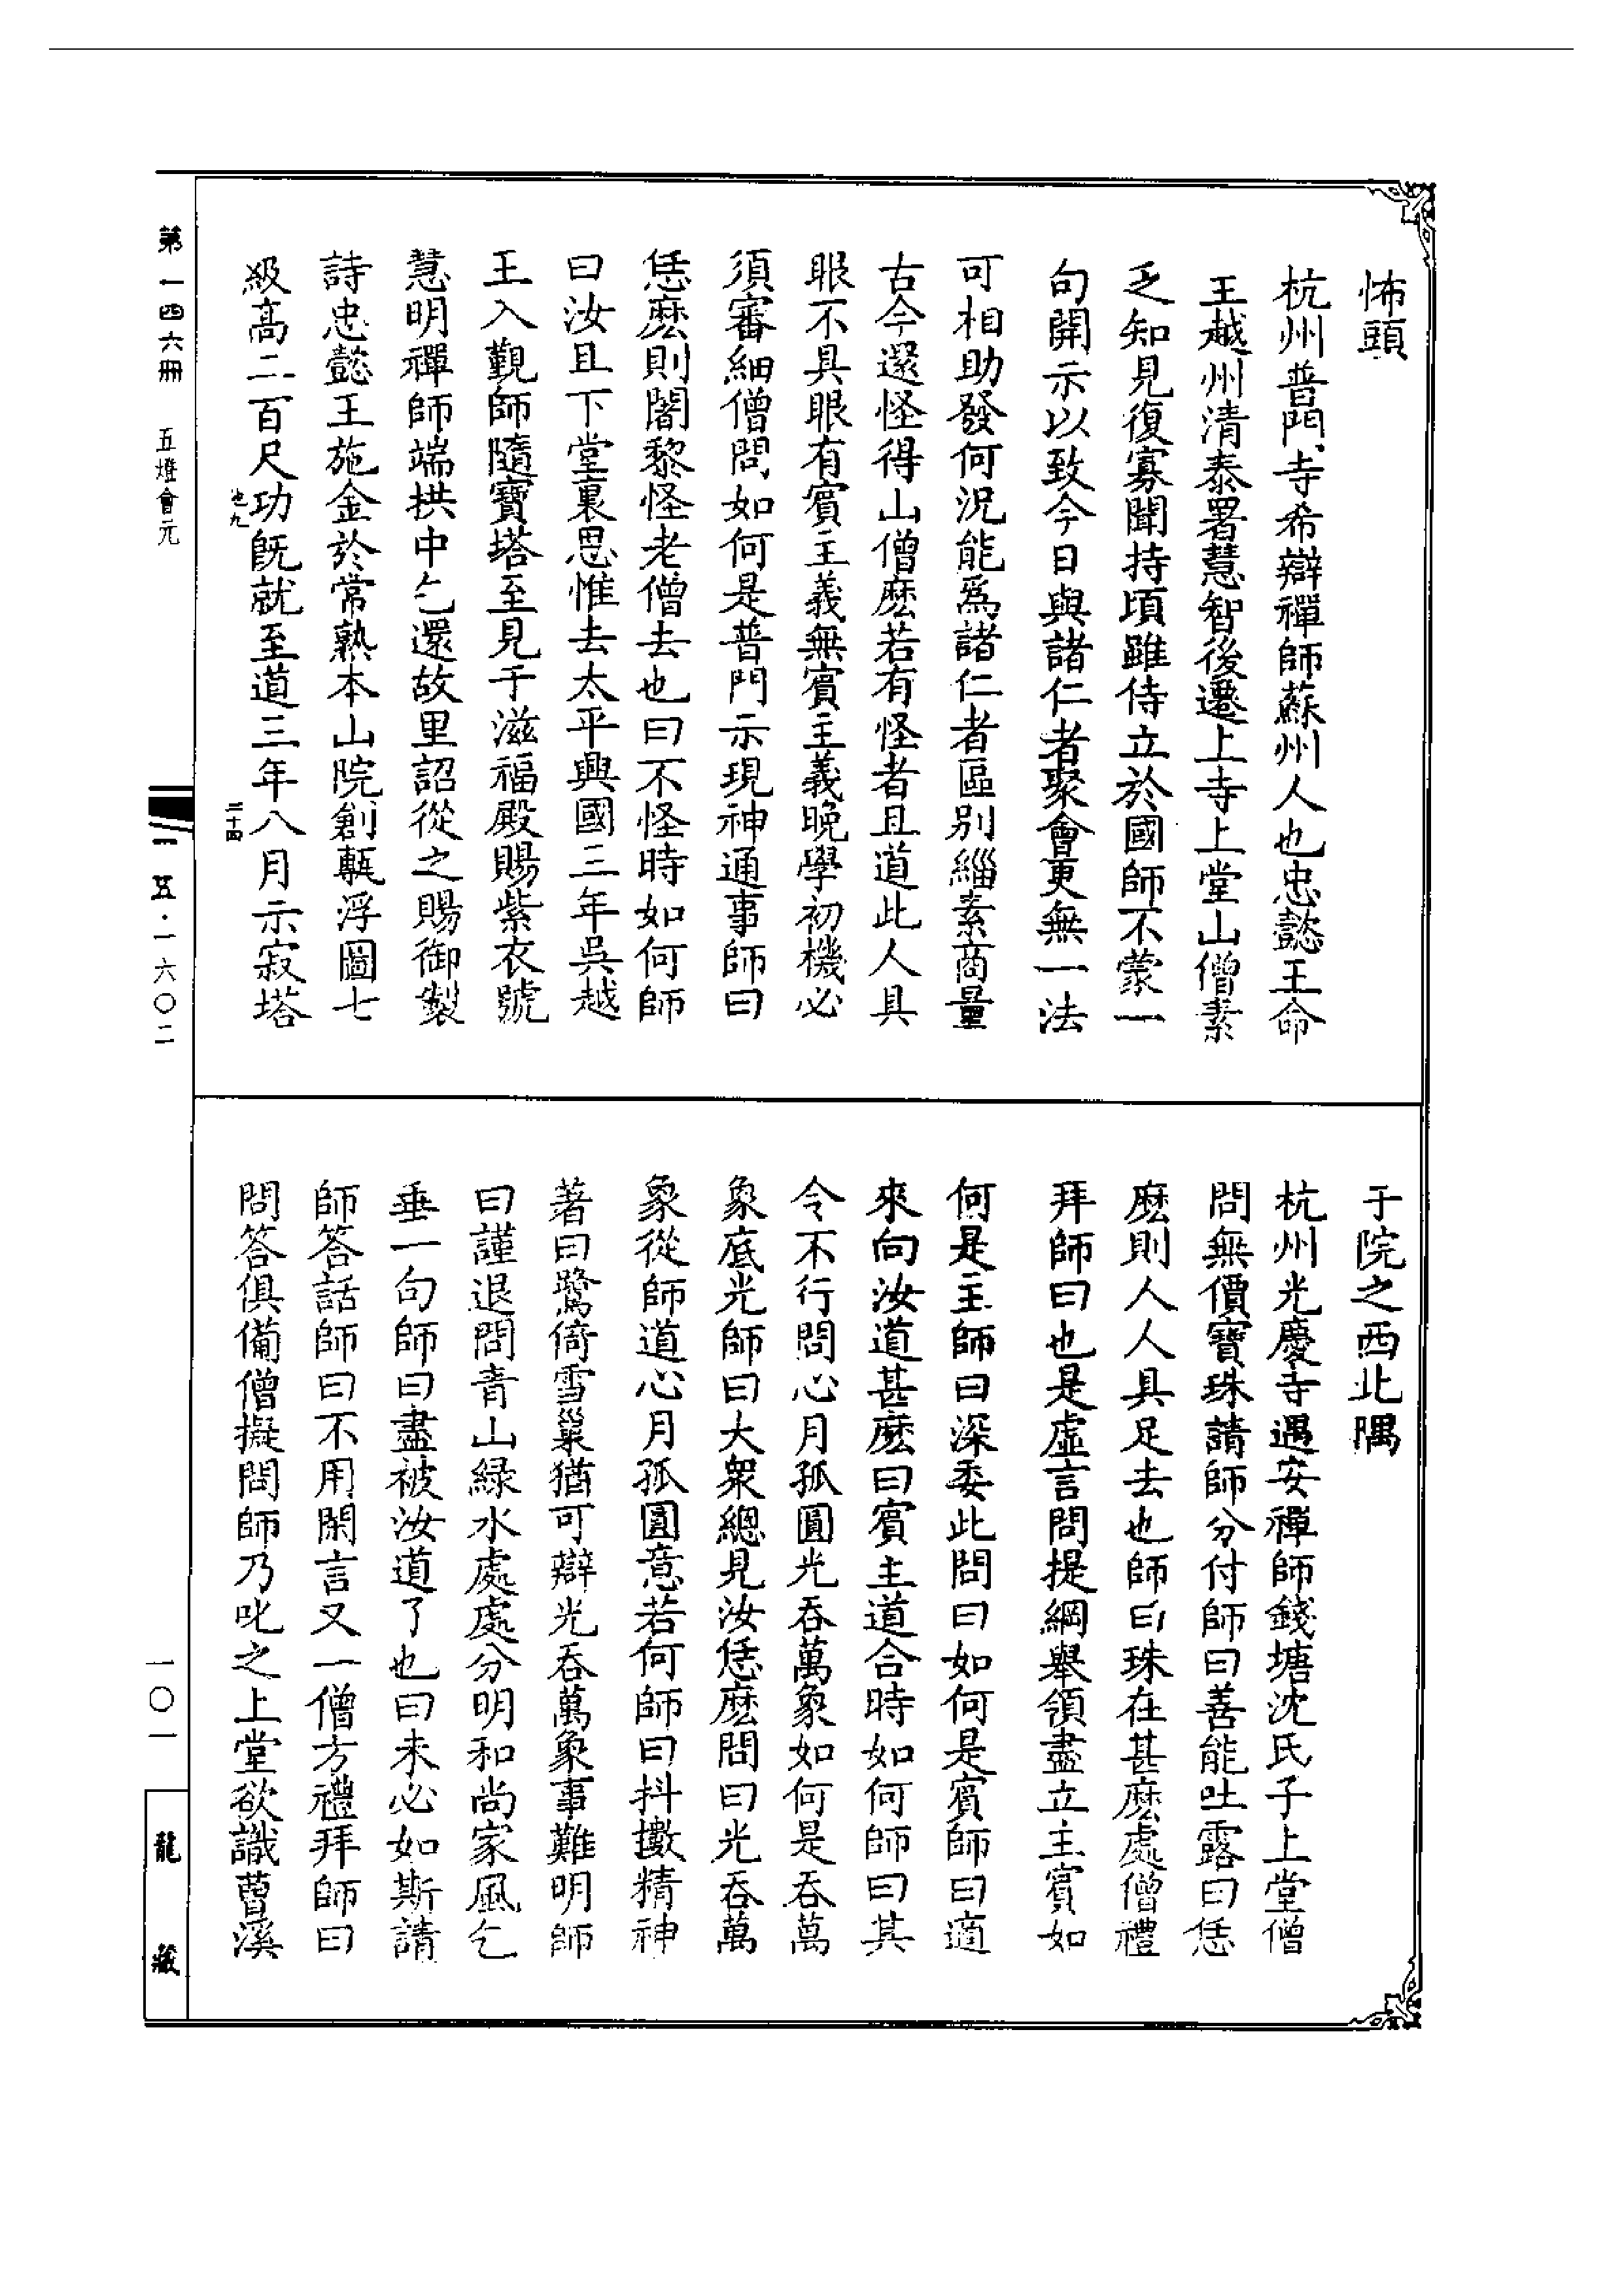 怖頭
杭州普門寺希辯禪師蘇州人也忠懿王命
王越州清泰署慧智後遷上寺上堂山僧素
乏知見復寡聞持頃雖侍立於國師不蒙一
句開示以致今日與諸仁者聚會更無一法
可相助發何況能爲諸仁者區別緇素商量
古今還怪得山僧麽若有怪者且道此人具
眼不具眼有賓主義無賓主義晚學初機必
須審細僧問如何是普門示現神通事師曰
恁麽則闍黎怪老僧去也曰不怪時如何師
曰汝且下堂裏思惟去太平興國三年吳越
王入覲師隨寶塔至見于滋福殿賜紫衣號
慧明禪師端拱中乞還故里詔從之賜御製
詩忠懿王施金於常熟本山院創甎浮圖七
級高二百尺功既就至道三年八月示寂塔
于院之西北隅
杭州光慶寺遇安禪師錢塘沈氏子上堂僧
問無價寶珠請師分付師曰善能吐露曰恁
麽則人人具足去也師曰珠在甚麽處僧禮
拜師曰也是虛言問提綱舉領盡立主賓如
何是主師曰深委此問曰如何是賓師曰適
來向汝道甚麽曰賓主道合時如何師曰其
令不行問心月孤圓光吞萬象如何是吞萬
象底光師曰大衆總見汝恁麽問曰光吞萬
象從師道心月孤圓意若何師曰抖擻精神
著曰鷺倚雪巢猶可辯光吞萬象事難明師
曰謹退問青山緑水處處分明和尚家風乞
垂一句師曰盡被汝道了也曰未必如斯請
師答話師曰不用閑言又一僧方禮拜師曰
問答俱備僧擬問師乃叱之上堂欲識曹溪
第一四六冊 五燈會元
池九
二十四
一五·一六〇二
一〇一
龍藏